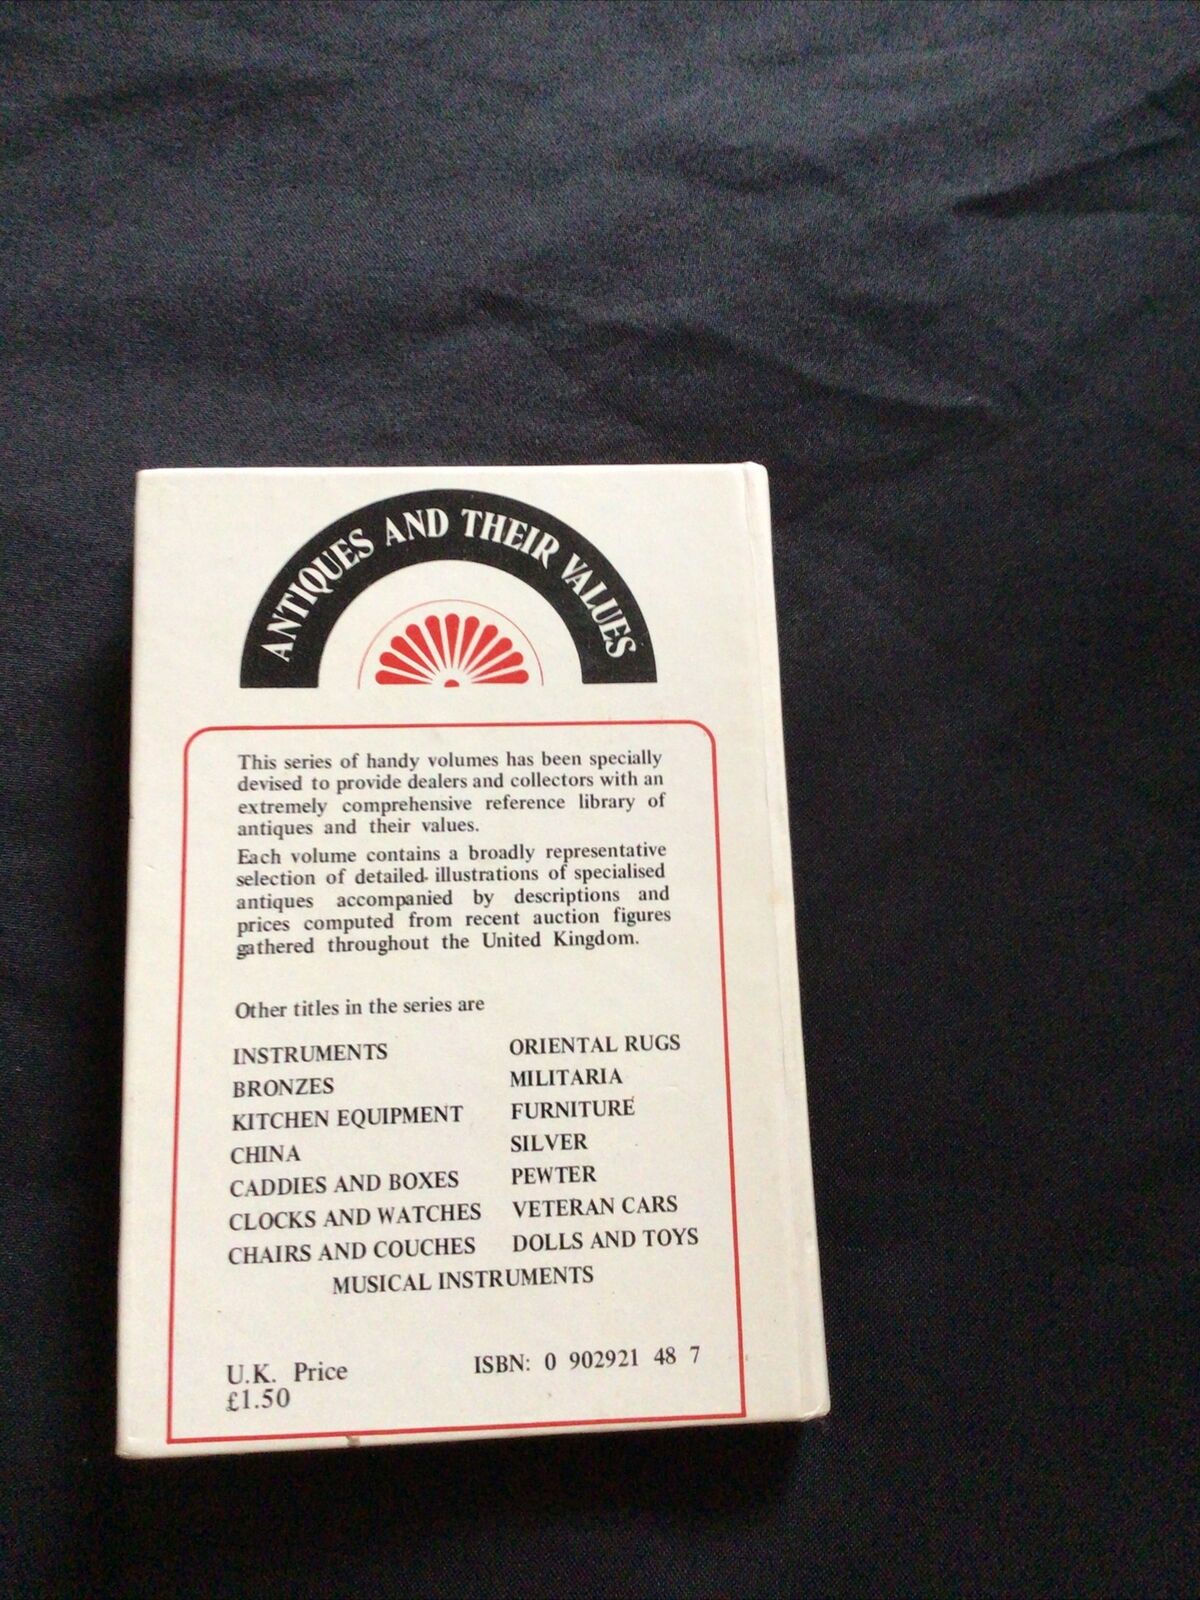 ANTIQUES AND THEIR VALUES
This series of handy volumes has been specially
devised to provide dealers and collectors with an
extremely comprehensive reference library of
antiques and their values.
Each volume contains a broadly representative
selection of detailed illustrations of specialised
antiques accompanied by descriptions and
prices computed from recent auction figures
gathered throughout the United Kingdom.
Other titles in the series are
INSTRUMENTS
BRONZES
KITCHEN EQUIPMENT
CHINA
CADDIES AND BOXES
CLOCKS AND WATCHES
CHAIRS AND COUCHES
ORIENTAL RUGS
MILITARIA
FURNITURE
SILVER
PEWTER
VETERAN CARS
DOLLS AND TOYS
MUSICAL INSTRUMENTS
U.K. Price
£1.50
ISBN: 0 902921 48 7